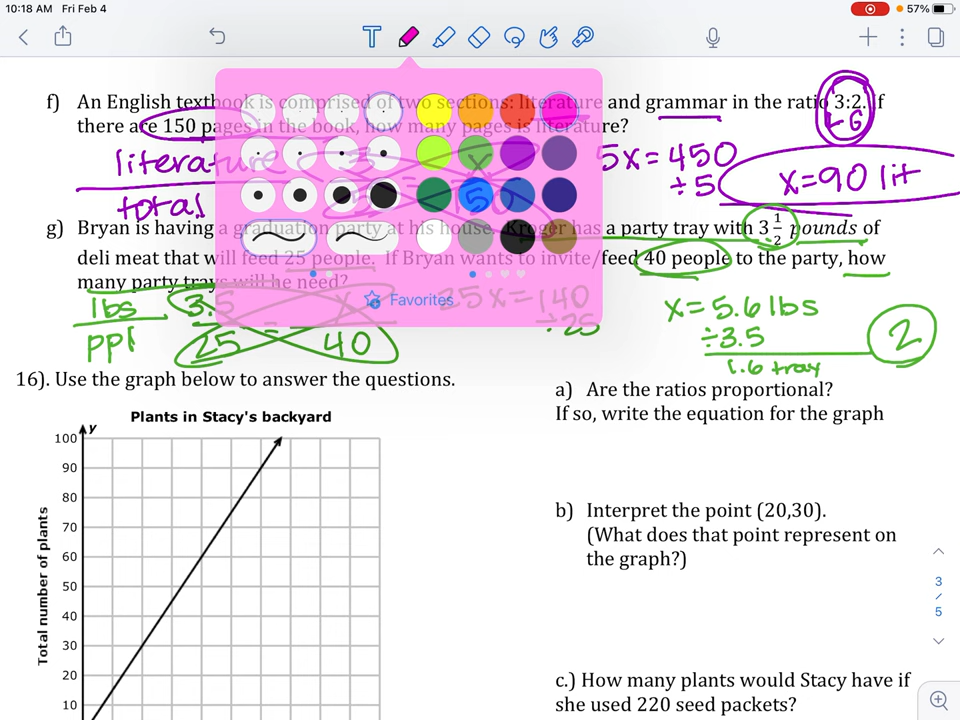 10:18 AM Fri Feb 4
57%
f) An English textbook is comprised of two sections: literature and grammar in the ratio 3:2. If
there are 150 pages in the book, how many pages is literature?
L G
literature
total
3
5
x
150
5x = 450
÷5
x = 90 lit
g) Bryan is having a graduation party at his house. Kroger has a party tray with 3 1/2 pounds of
deli meat that will feed 25 people. If Bryan wants to invite/feed 40 people to the party, how
many party trays will he need?
Favorites
lbs
ppl
3.5
25
=
x
40
25x = 140
÷25
x = 5.6 lbs
÷3.5
1.6 tray
2
16). Use the graph below to answer the questions.
Plants in Stacy's backyard
y
100
90
80
70
60
50
40
30
20
10
Total number of plants
a) Are the ratios proportional?
If so, write the equation for the graph
b) Interpret the point (20,30).
(What does that point represent on
the graph?)
c.) How many plants would Stacy have if
she used 220 seed packets?
3
/
5